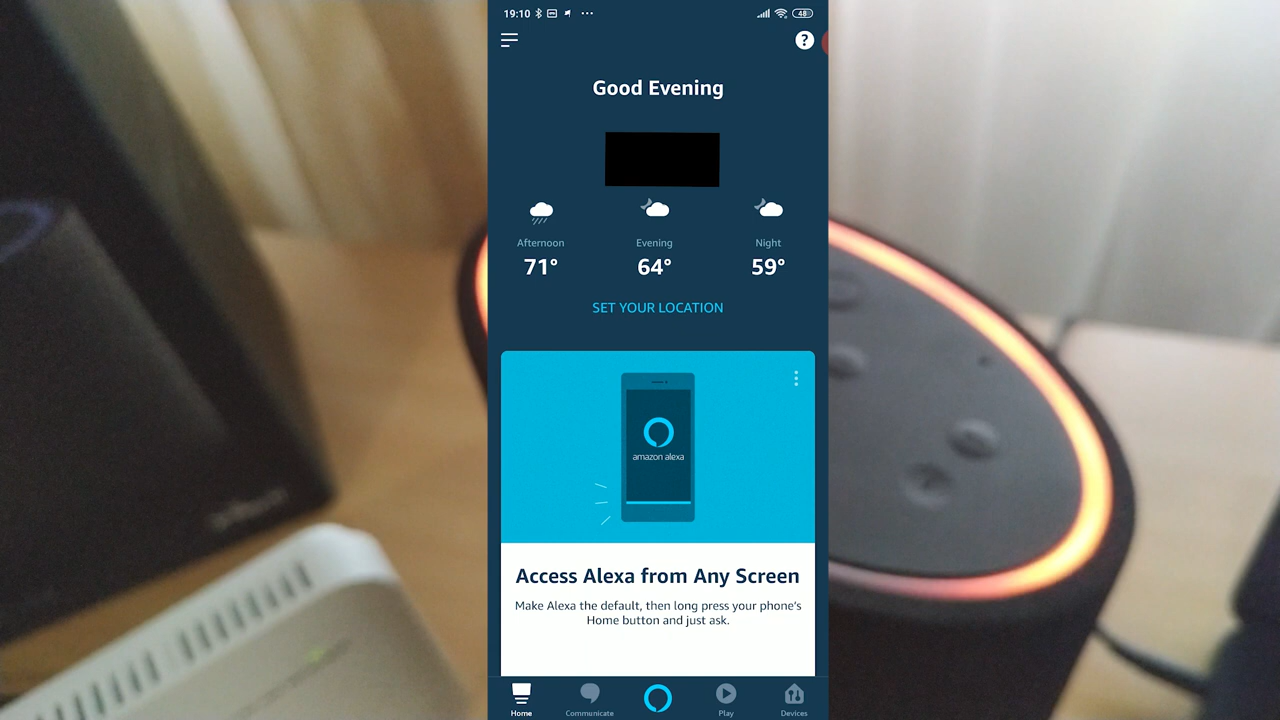 19:10
48
?
Good Evening
Afternoon Evening Night
71° 64° 59°
SET YOUR LOCATION
amazon alexa
Access Alexa from Any Screen
Make Alexa the default, then long press your phone's
Home button and just ask.
Home Communicate Play Devices